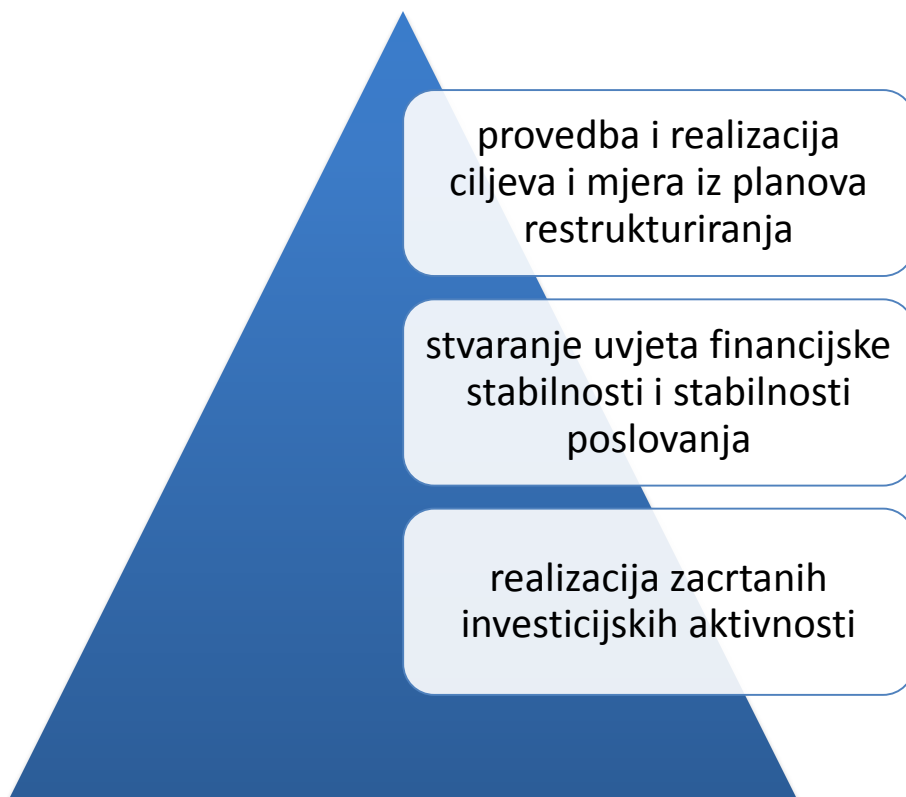 provedba i realizacija
ciljeva i mjera iz planova
restrukturiranja
stvaranje uvjeta financijske
stabilnosti i stabilnosti
poslovanja
realizacija zacrtanih
investicijskih aktivnosti